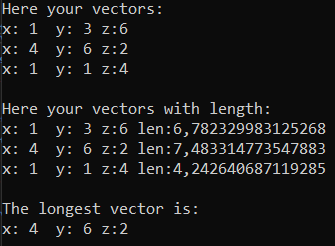 Here your vectors:
x: 1  y: 3 z:6
x: 4  y: 6 z:2
x: 1  y: 1 z:4

Here your vectors with length:
x: 1  y: 3 z:6 len:6,782329983125268
x: 4  y: 6 z:2 len:7,483314773547883
x: 1  y: 1 z:4 len:4,242640687119285

The longest vector is:
x: 4  y: 6 z:2